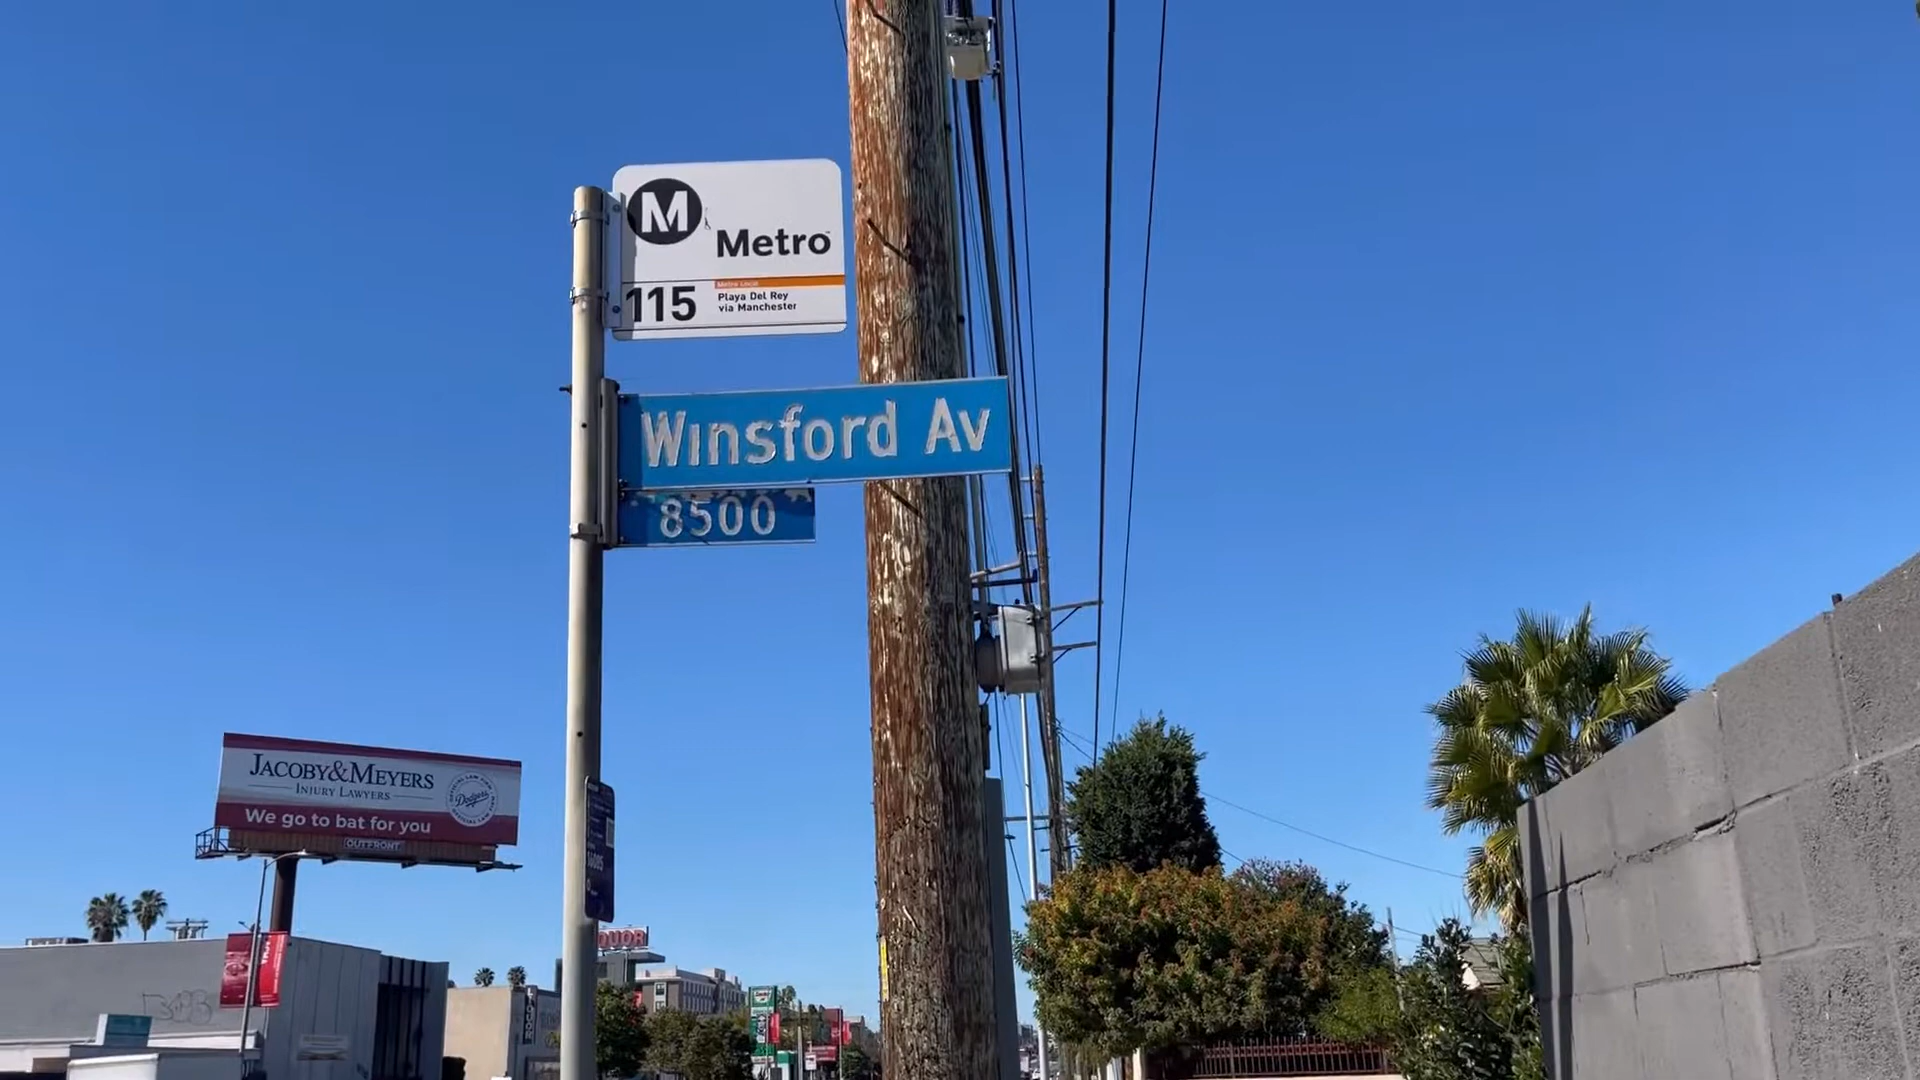 M
Metro
115
Metro Local
Playa Del Rey
via Manchester
Winsford Av
8500
JACOBY&MEYERS
INJURY LAWYERS
Dodgers
We go to bat for you
OUTFRONT
QUOR
LIQUOR